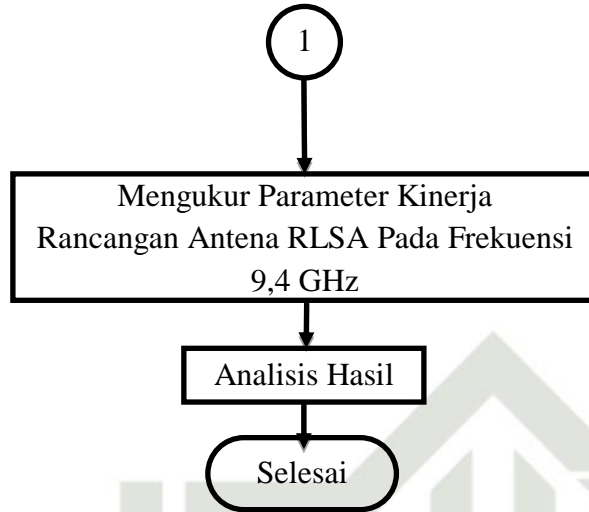 1
Mengukur Parameter Kinerja
Rancangan Antena RLSA Pada Frekuensi
9,4 GHz
Analisis Hasil
Selesai